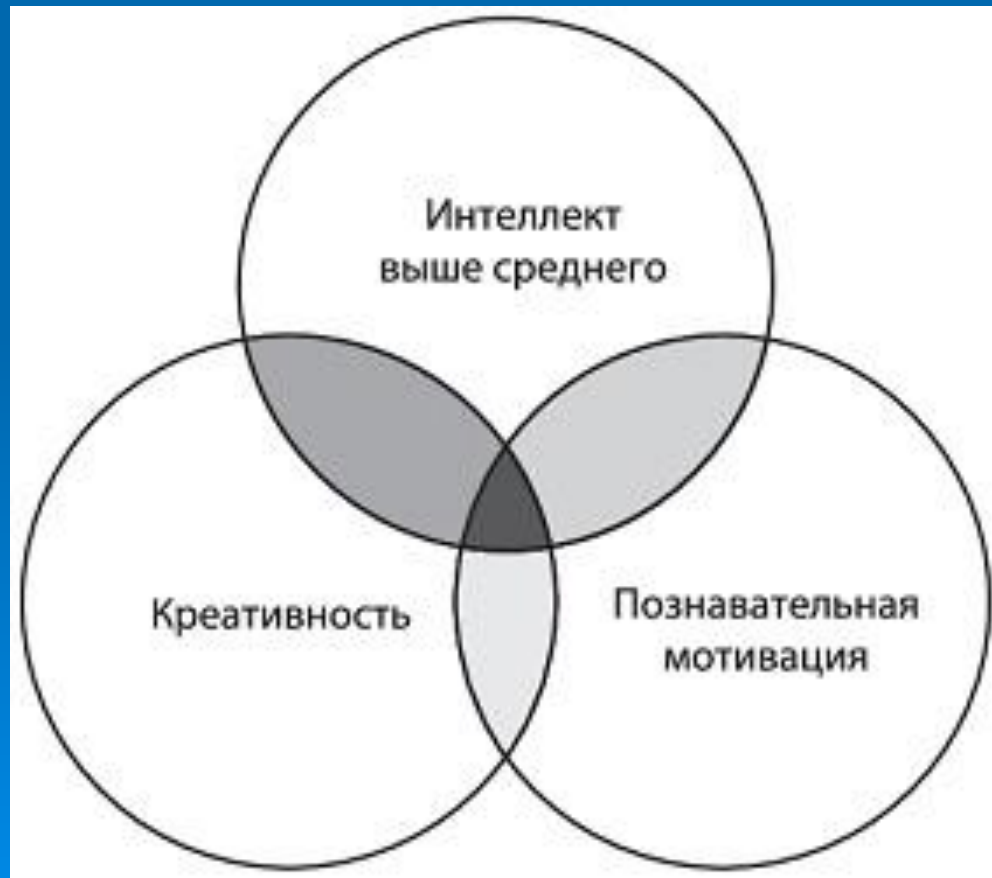 Интеллект
выше среднего
Креативность
Познавательная
мотивация